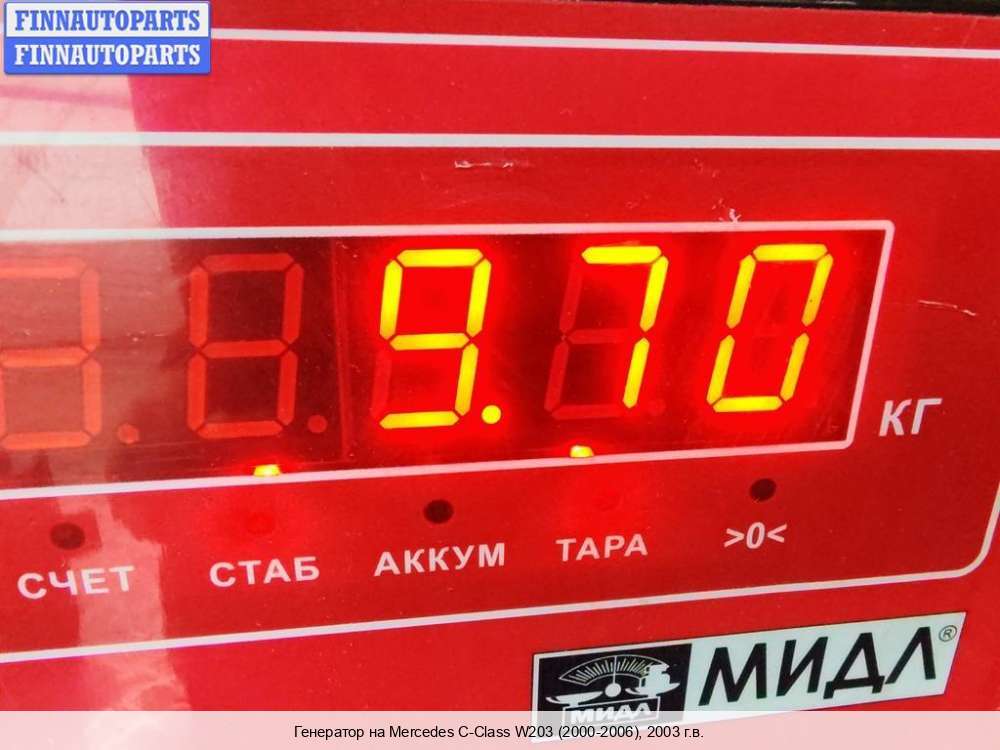 FINNAUTOPARTS
FINNAUTOPARTS
9.70
КГ
СЧЕТ СТАБ АККУМ ТАРА >0<
МИДЛ®
МИДЛ
Генератор на Mercedes C-Class W203 (2000-2006), 2003 г.в.